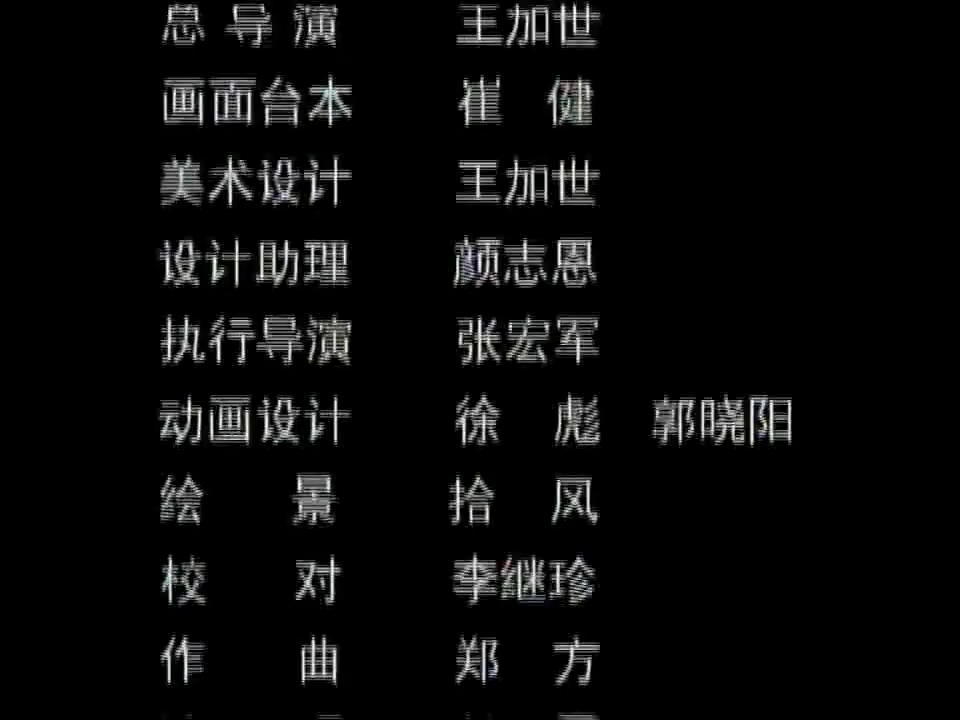 总导演 王加世
画面台本 崔健
美术设计 王加世
设计助理 颜志恩
执行导演 张宏军
动画设计 徐彪 郭晓阳
绘景 拾风
校对 李继珍
作曲 郑方